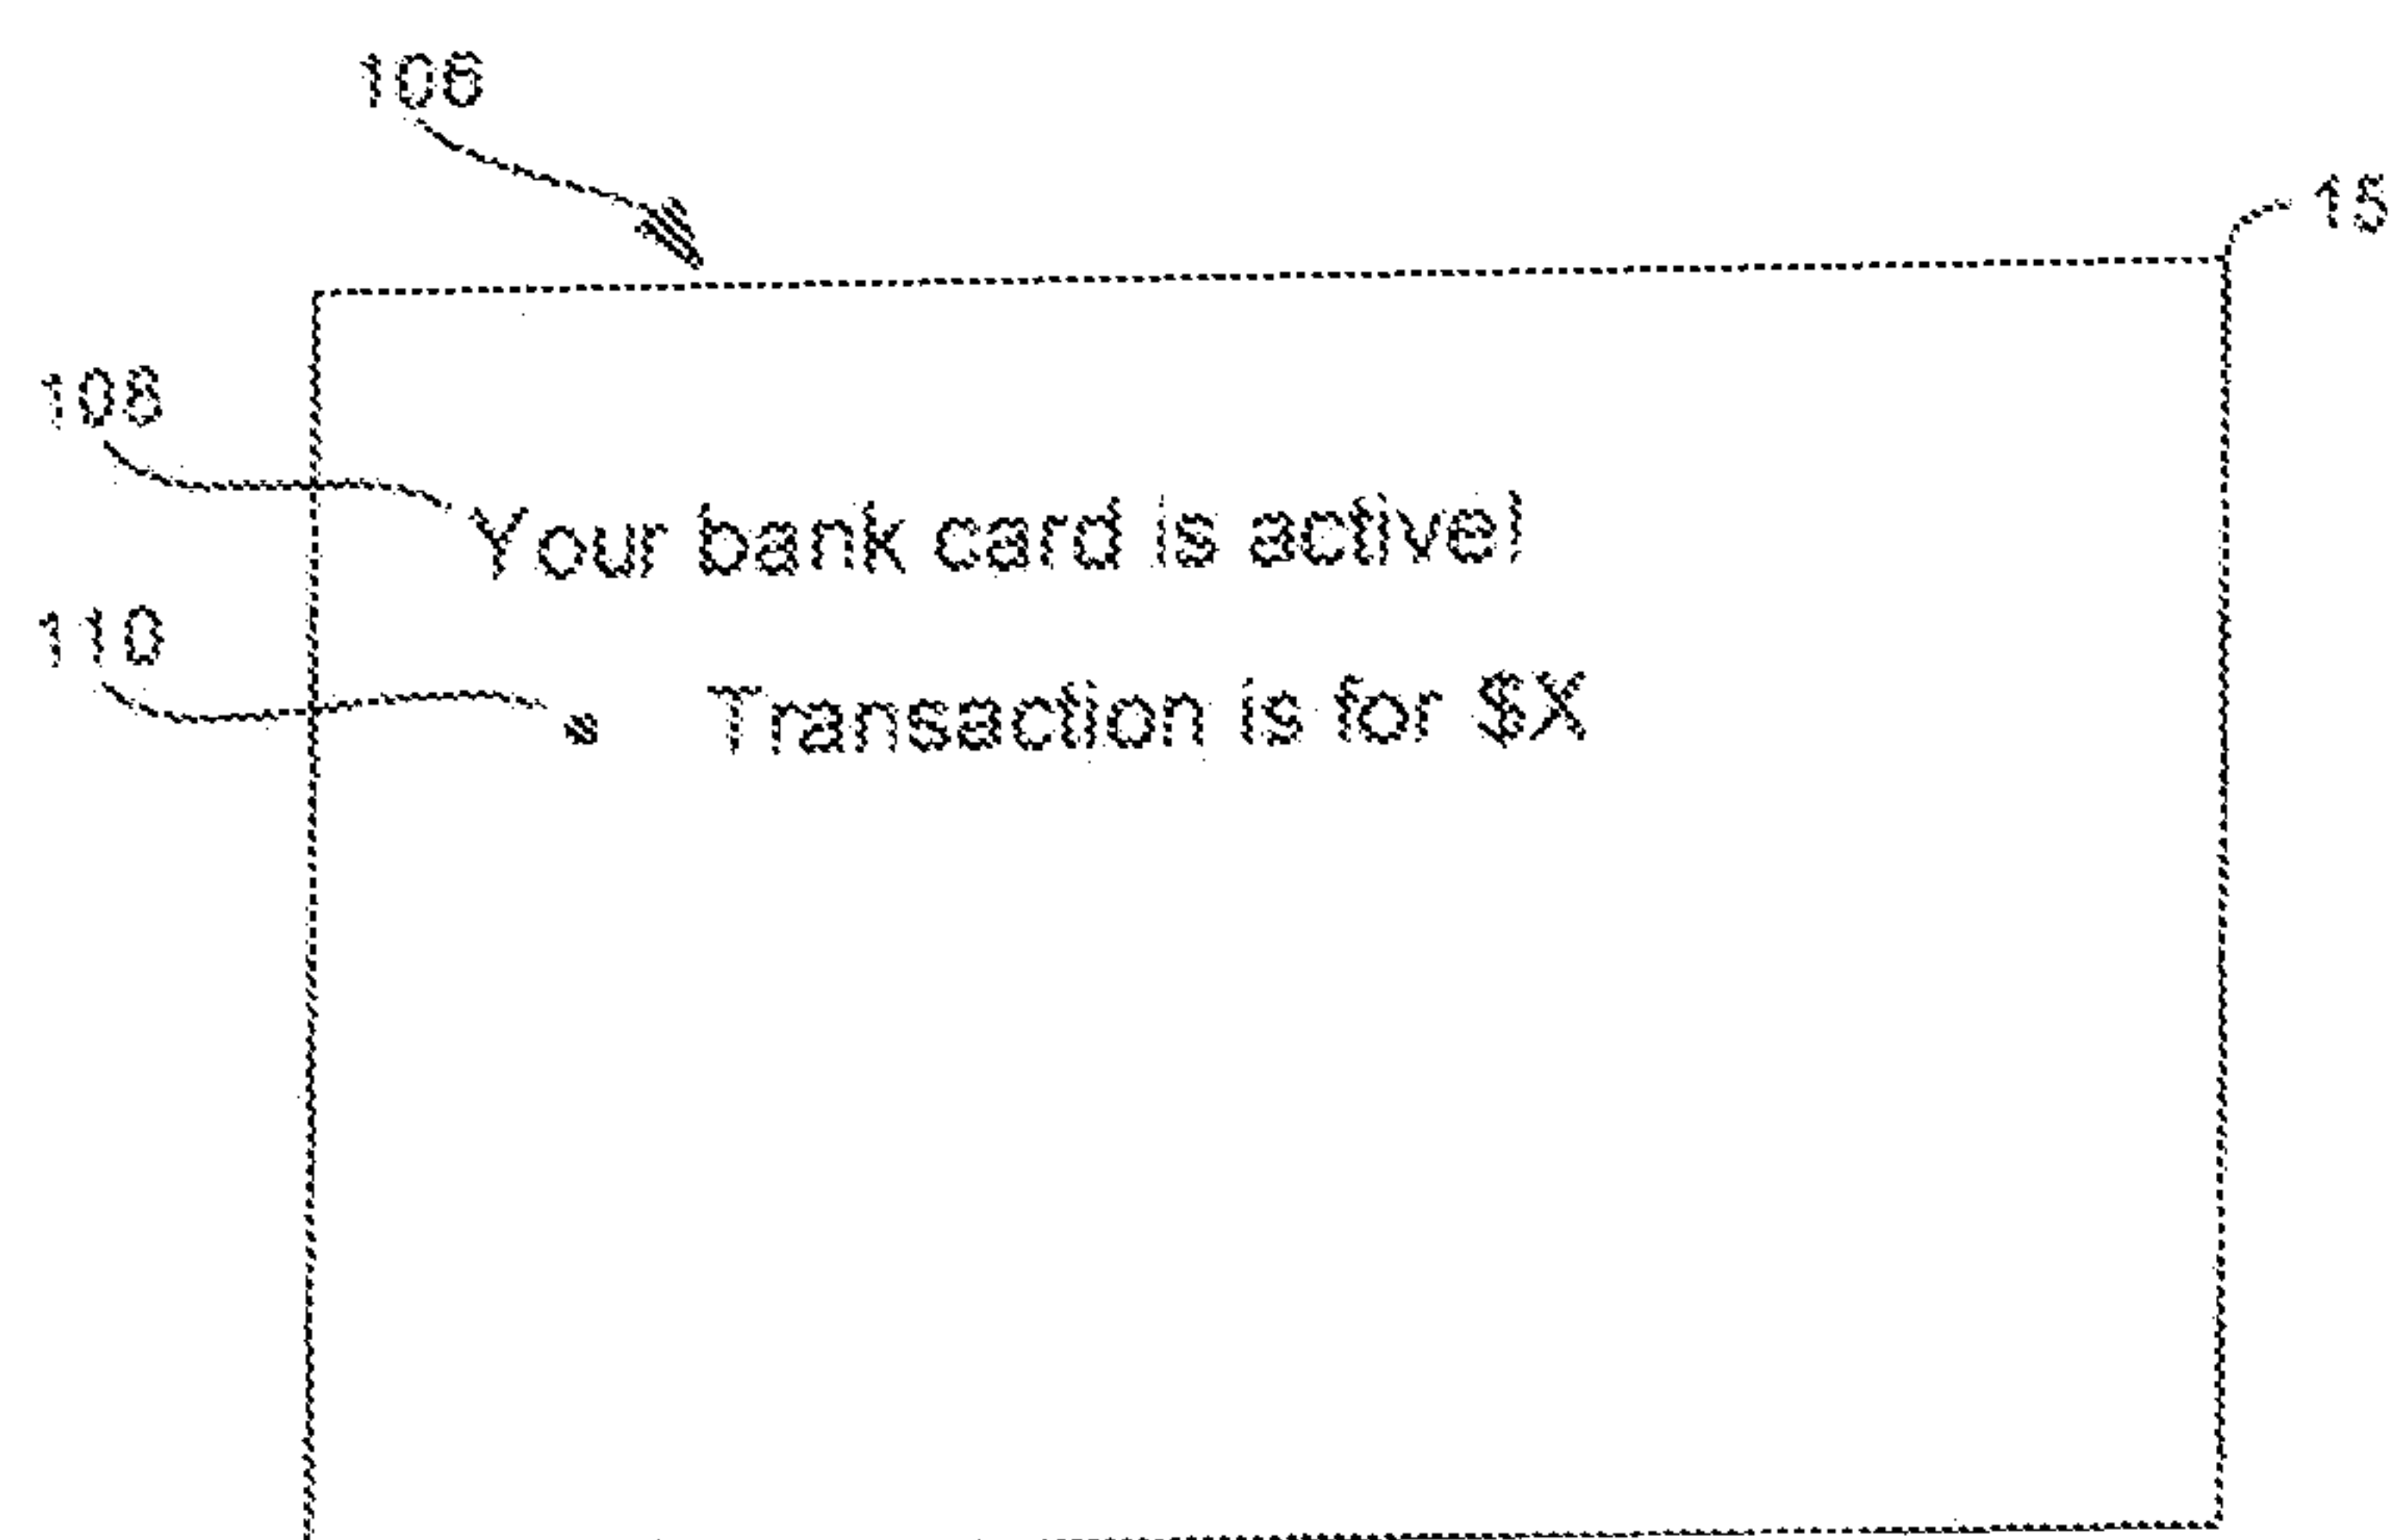 106
15
108
Your bank card is active!
110
• Transaction is for $X